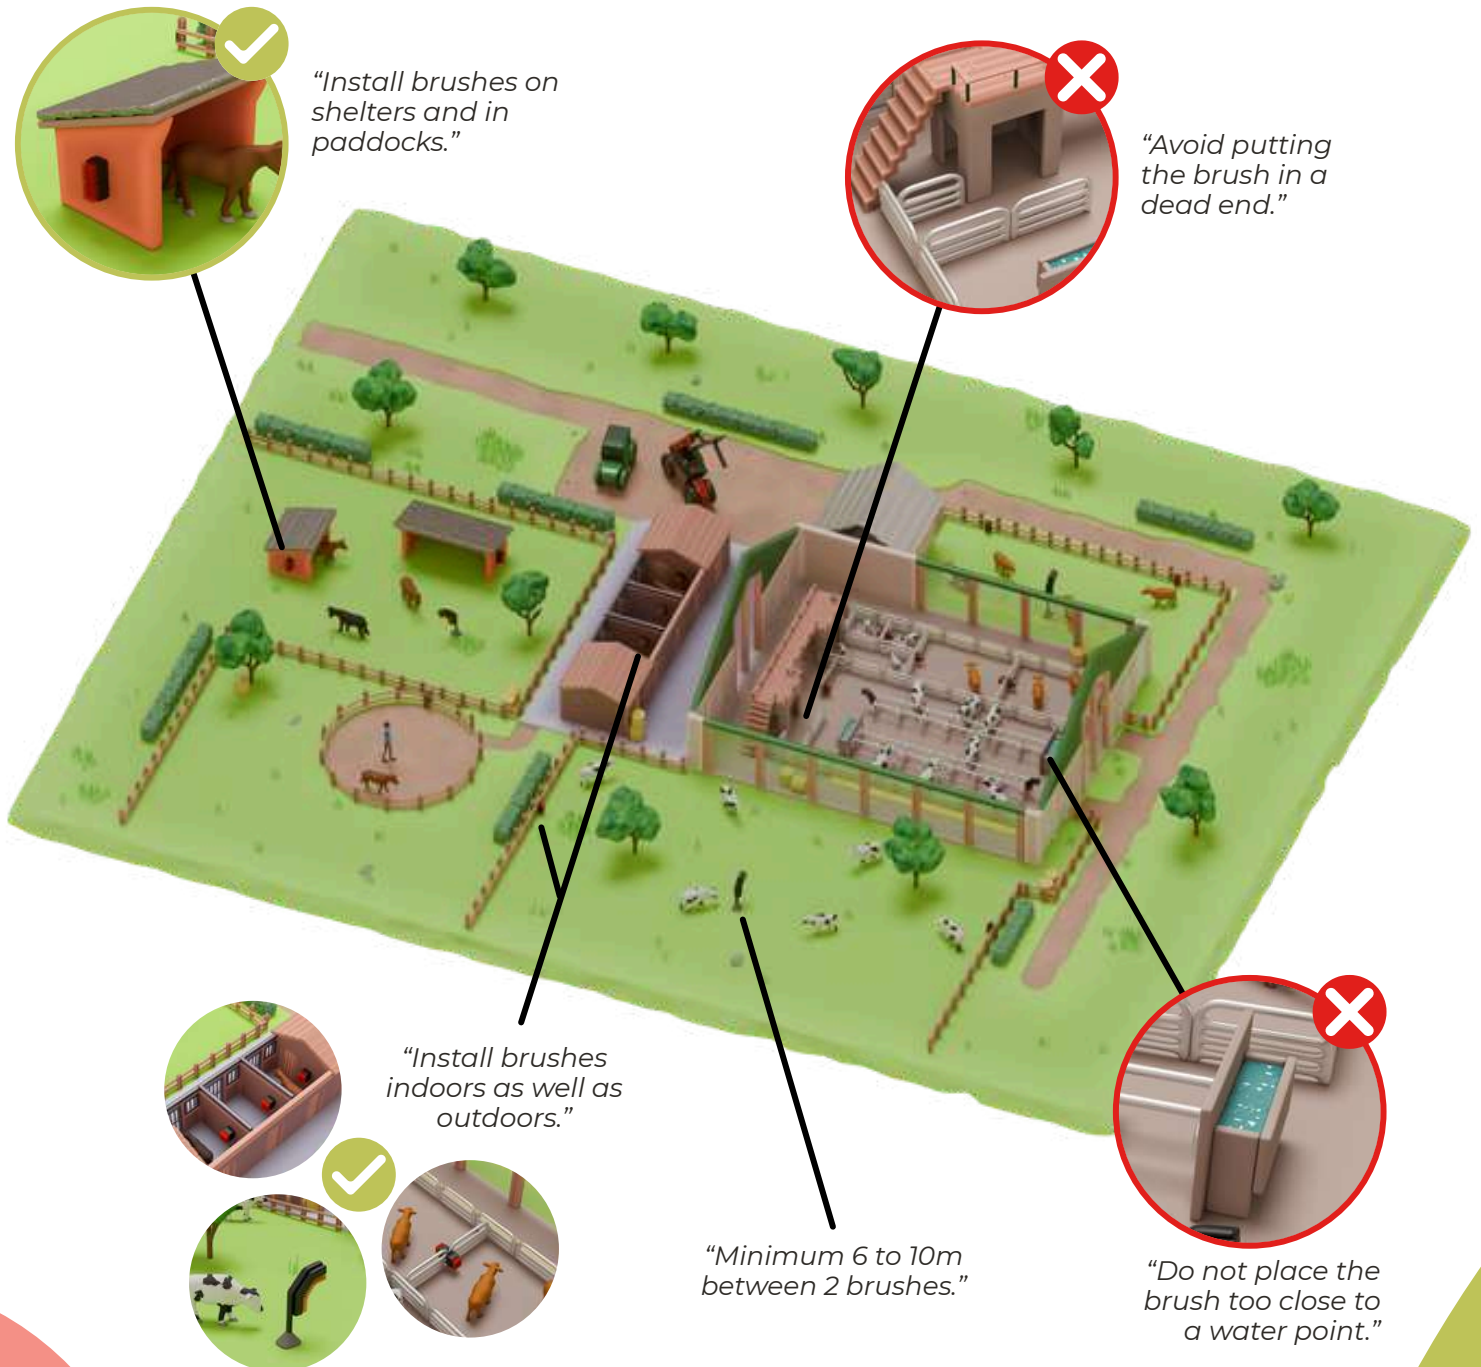 “Install brushes on
shelters and in
paddocks.”
“Avoid putting
the brush in a
dead end.”
“Install brushes
indoors as well as
outdoors.”
“Minimum 6 to 10m
between 2 brushes.”
“Do not place the
brush too close to
a water point.”